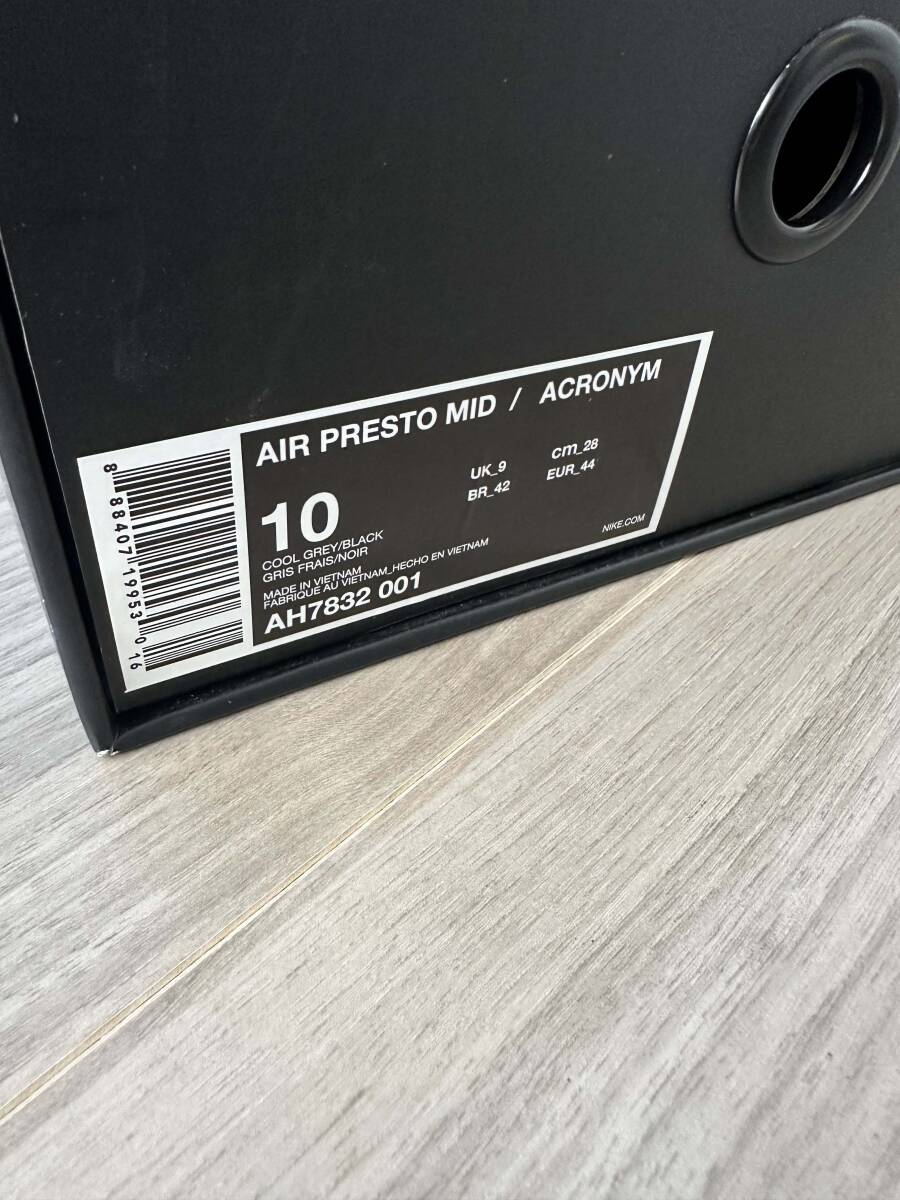 AIR PRESTO MID / ACRONYM
10
UK_9 cm_28
BR_42 EUR_44
COOL GREY/BLACK
GRIS FRAIS/NOIR
MADE IN VIETNAM
FABRIQUE AU VIETNAM_HECHO EN VIETNAM
NIKE.COM
AH7832 001
8 88407 71953 0 16